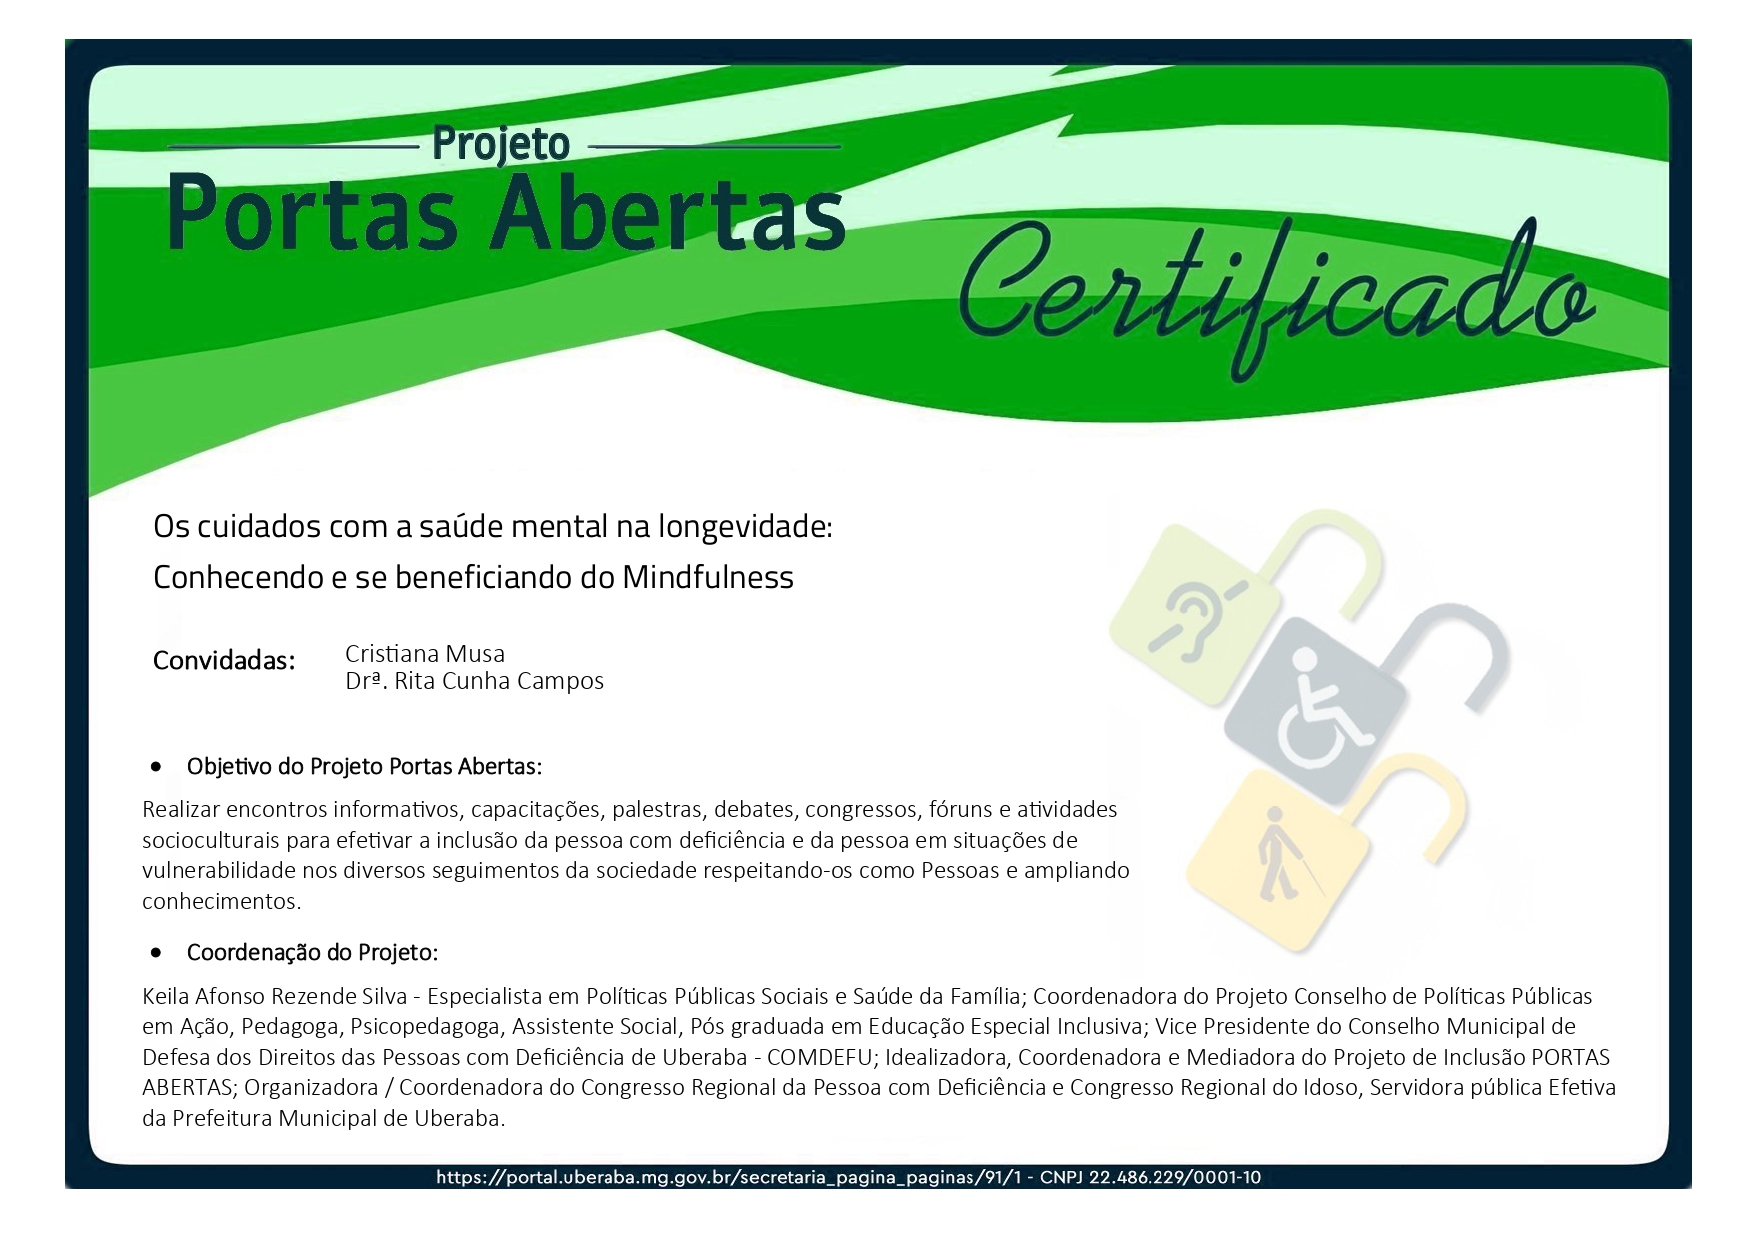 Projeto
Portas Abertas
Certificado
Os cuidados com a saúde mental na longevidade:
Conhecendo e se beneficiando do Mindfulness
Convidadas: Cristiana Musa
Drª. Rita Cunha Campos
• Objetivo do Projeto Portas Abertas:
Realizar encontros informativos, capacitações, palestras, debates, congressos, fóruns e atividades
socioculturais para efetivar a inclusão da pessoa com deficiência e da pessoa em situações de
vulnerabilidade nos diversos seguimentos da sociedade respeitando-os como Pessoas e ampliando
conhecimentos.
• Coordenação do Projeto:
Keila Afonso Rezende Silva - Especialista em Políticas Públicas Sociais e Saúde da Família; Coordenadora do Projeto Conselho de Políticas Públicas
em Ação, Pedagoga, Psicopedagoga, Assistente Social, Pós graduada em Educação Especial Inclusiva; Vice Presidente do Conselho Municipal de
Defesa dos Direitos das Pessoas com Deficiência de Uberaba - COMDEFU; Idealizadora, Coordenadora e Mediadora do Projeto de Inclusão PORTAS
ABERTAS; Organizadora / Coordenadora do Congresso Regional da Pessoa com Deficiência e Congresso Regional do Idoso, Servidora pública Efetiva
da Prefeitura Municipal de Uberaba.
https://portal.uberaba.mg.gov.br/secretaria_pagina_paginas/91/1 - CNPJ 22.486.229/0001-10